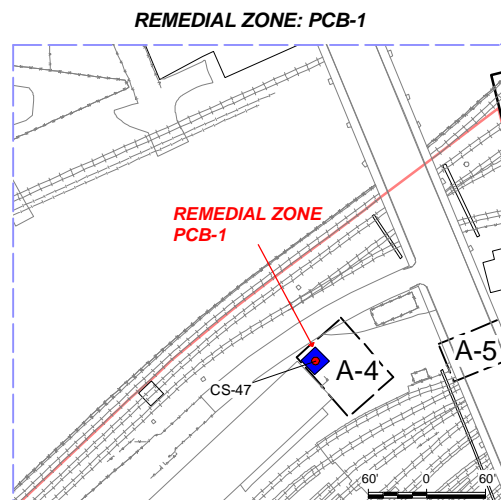 REMEDIAL ZONE: PCB-1
REMEDIAL ZONE
PCB-1
A-5
A-4
CS-47
60' 0 60'